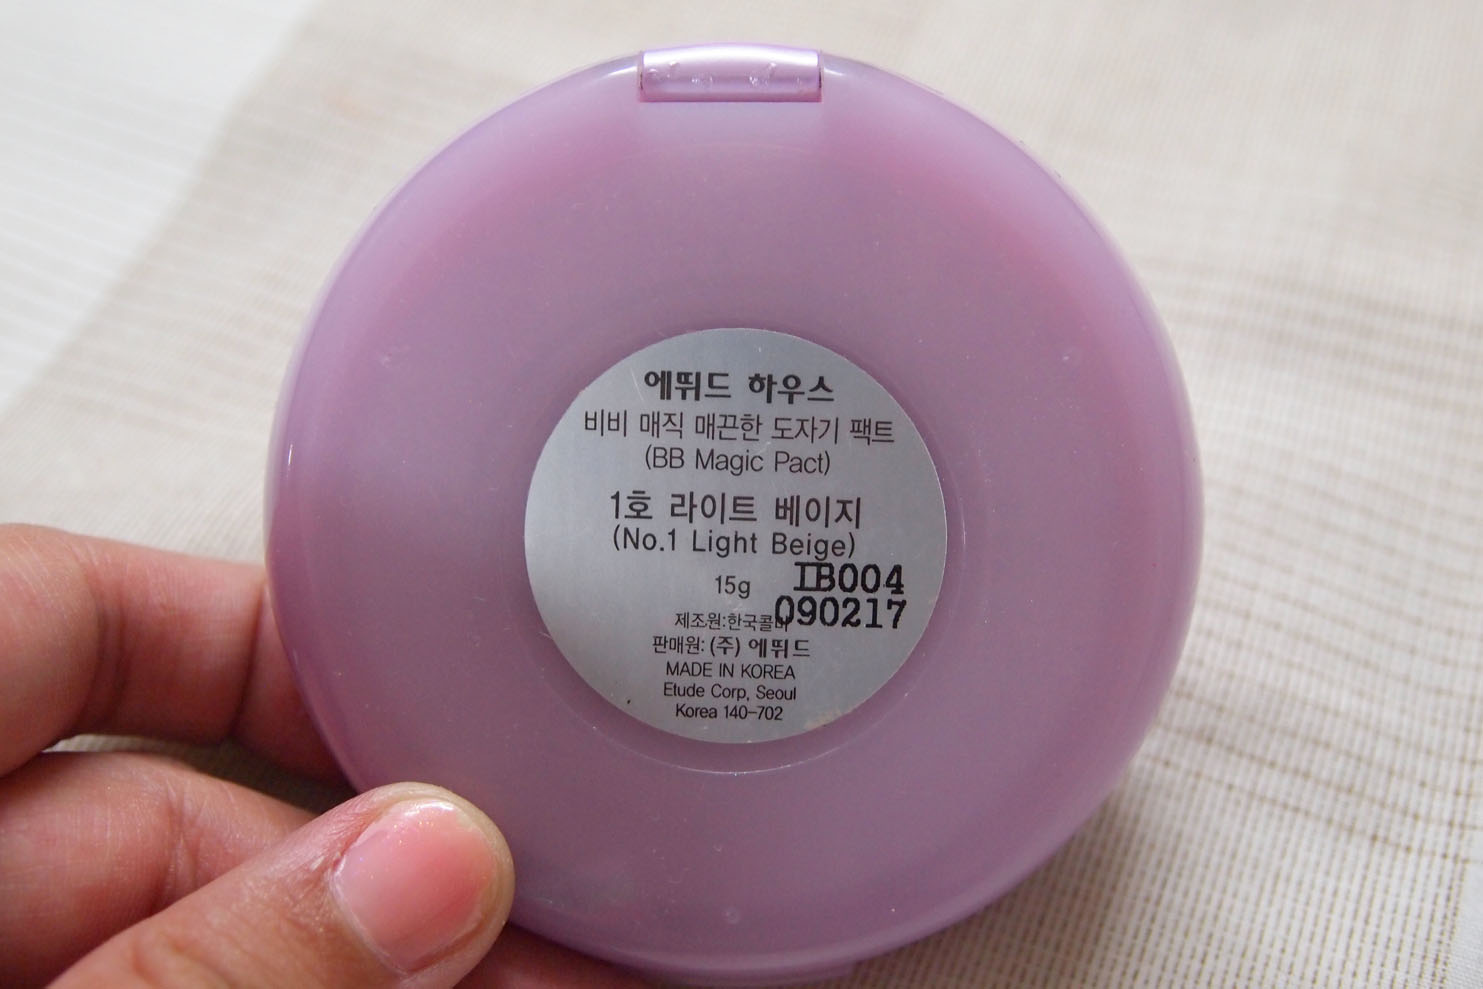 에뛰드 하우스
비비 매직 매끈한 도자기 팩트
(BB Magic Pact)
1호 라이트 베이지
(No.1 Light Beige)
15g IB004
090217
제조원:한국콜마
판매원: (주) 에뛰드
MADE IN KOREA
Etude Corp, Seoul
Korea 140-702